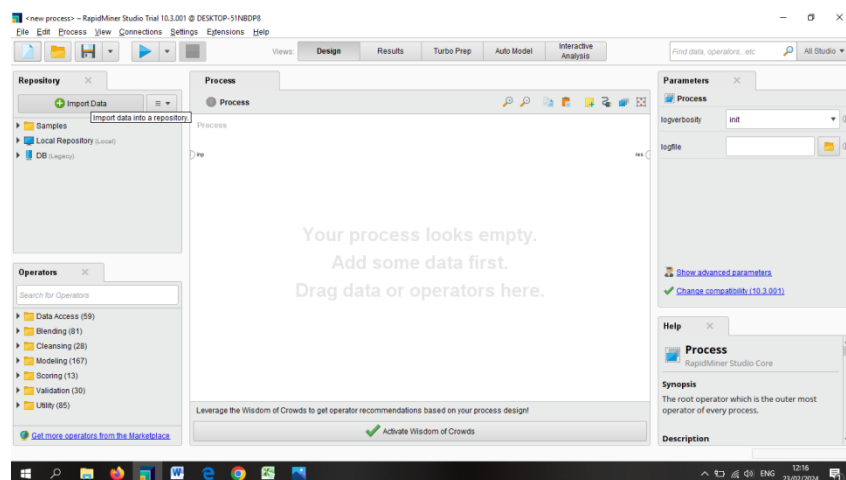 <new process> – RapidMiner Studio Trial 10.3.001 @ DESKTOP-51NBDP8
File Edit Process View Connections Settings Extensions Help
Views: Design Results Turbo Prep Auto Model Interactive Analysis
Find data, operators...etc All Studio
Repository
Import Data
Import data into a repository.
Samples
Local Repository (Local)
DB (Legacy)
Operators
Search for Operators
Data Access (59)
Blending (81)
Cleansing (28)
Modeling (167)
Scoring (13)
Validation (30)
Utility (85)
Get more operators from the Marketplace
Process
Process
Process
inp
res
Your process looks empty.
Add some data first.
Drag data or operators here.
Leverage the Wisdom of Crowds to get operator recommendations based on your process design!
Activate Wisdom of Crowds
Parameters
Process
logverbosity init
logfile
Show advanced parameters
Change compatibility (10.3.001)
Help
Process
RapidMiner Studio Core
Synopsis
The root operator which is the outer most
operator of every process.
Description
ENG
12:16
23/02/2024